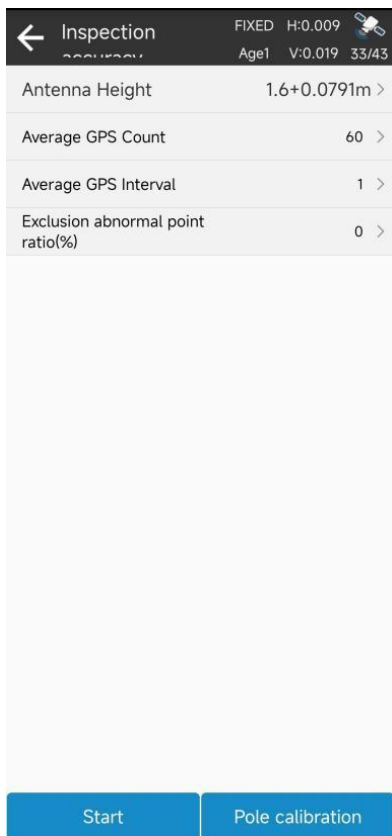 Inspection
FIXED H:0.009
Age1 V:0.019 33/43
Antenna Height 1.6+0.0791m >
Average GPS Count 60 >
Average GPS Interval 1 >
Exclusion abnormal point
ratio(%) 0 >
Start Pole calibration